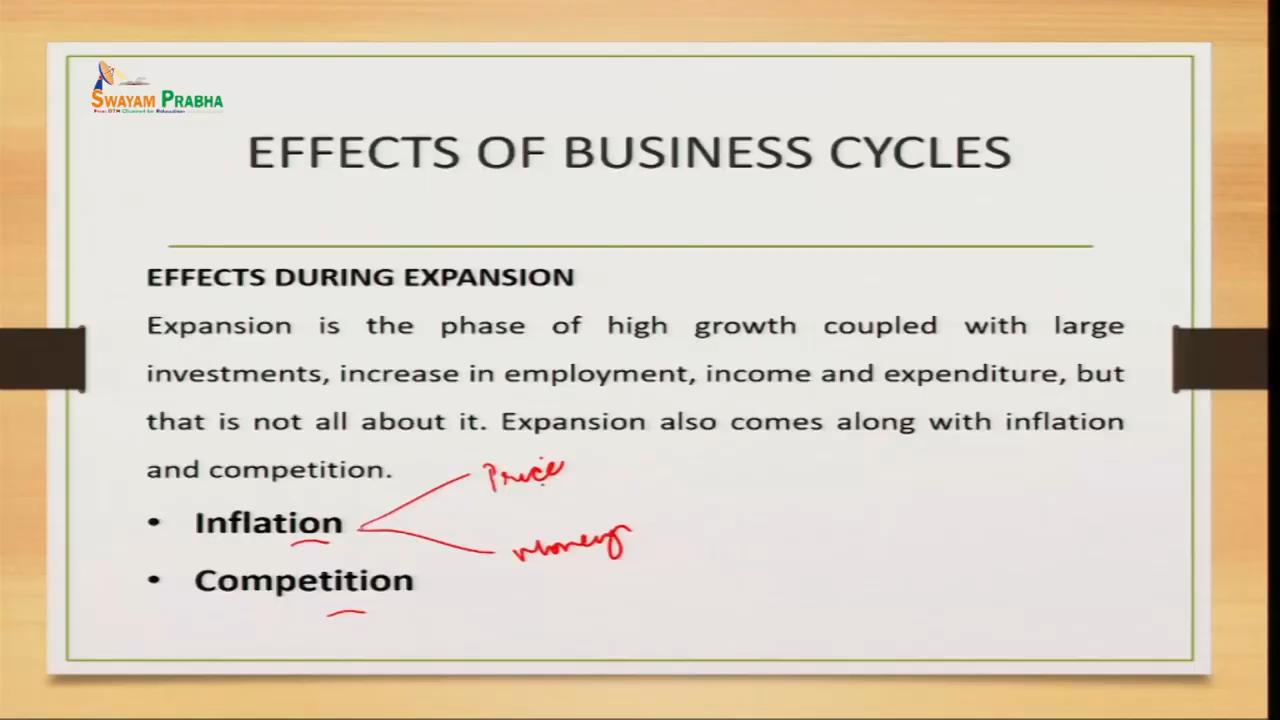 SWAYAM PRABHA
EFFECTS OF BUSINESS CYCLES
EFFECTS DURING EXPANSION
Expansion is the phase of high growth coupled with large
investments, increase in employment, income and expenditure, but
that is not all about it. Expansion also comes along with inflation
and competition.
Price
• Inflation
Money
• Competition